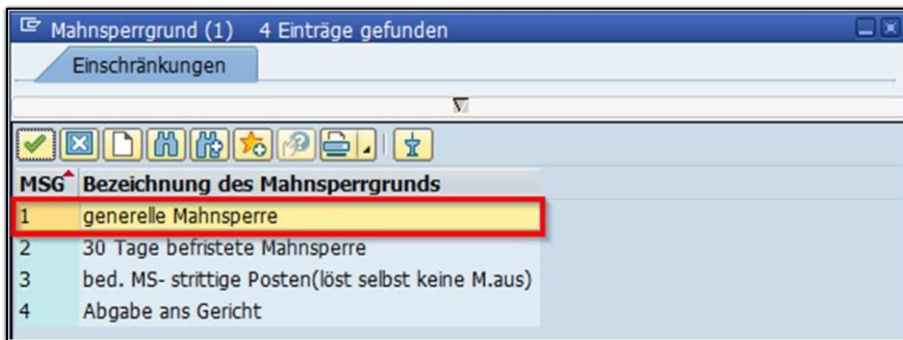 Mahnsperrgrund (1) 4 Einträge gefunden
Einschränkungen
MSG Bezeichnung des Mahnsperrgrunds
1 generelle Mahnsperre
2 30 Tage befristete Mahnsperre
3 bed. MS- strittige Posten(löst selbst keine M.aus)
4 Abgabe ans Gericht